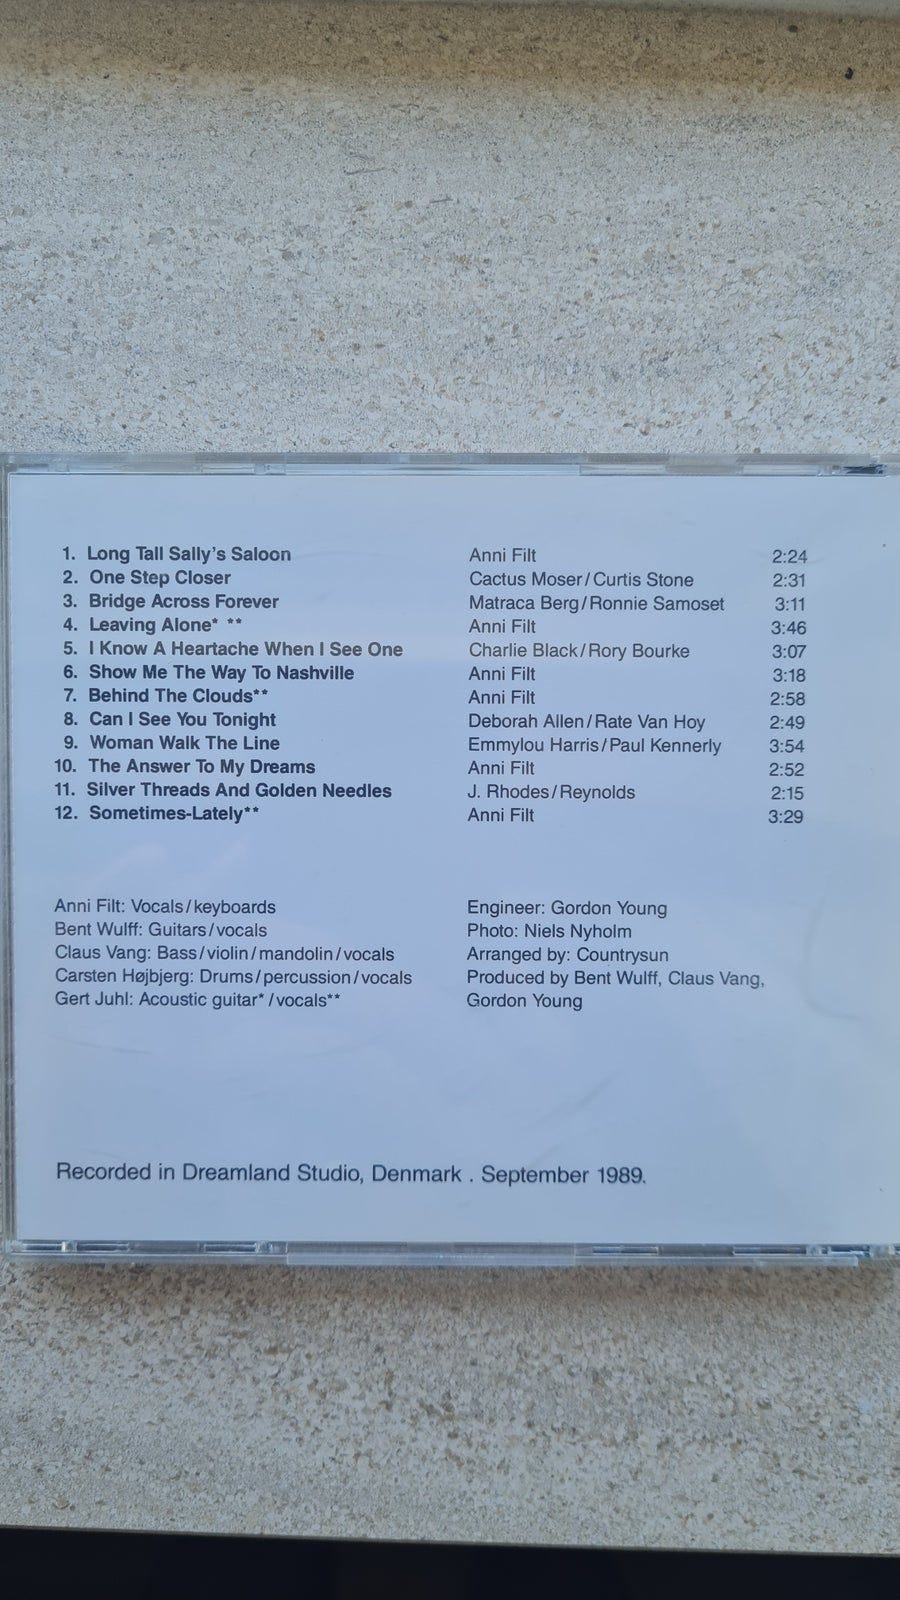 1. Long Tall Sally's Saloon Anni Filt 2:24
2. One Step Closer Cactus Moser/Curtis Stone 2:31
3. Bridge Across Forever Matraca Berg/Ronnie Samoset 3:11
4. Leaving Alone* ** Anni Filt 3:46
5. I Know A Heartache When I See One Charlie Black/Rory Bourke 3:07
6. Show Me The Way To Nashville Anni Filt 3:18
7. Behind The Clouds** Anni Filt 2:58
8. Can I See You Tonight Deborah Allen/Rate Van Hoy 2:49
9. Woman Walk The Line Emmylou Harris/Paul Kennerly 3:54
10. The Answer To My Dreams Anni Filt 2:52
11. Silver Threads And Golden Needles J. Rhodes/Reynolds 2:15
12. Sometimes-Lately** Anni Filt 3:29
Anni Filt: Vocals/keyboards
Bent Wulff: Guitars/vocals
Claus Vang: Bass/violin/mandolin/vocals
Carsten Højbjerg: Drums/percussion/vocals
Gert Juhl: Acoustic guitar*/vocals**
Engineer: Gordon Young
Photo: Niels Nyholm
Arranged by: Countrysun
Produced by Bent Wulff, Claus Vang,
Gordon Young
Recorded in Dreamland Studio, Denmark . September 1989.